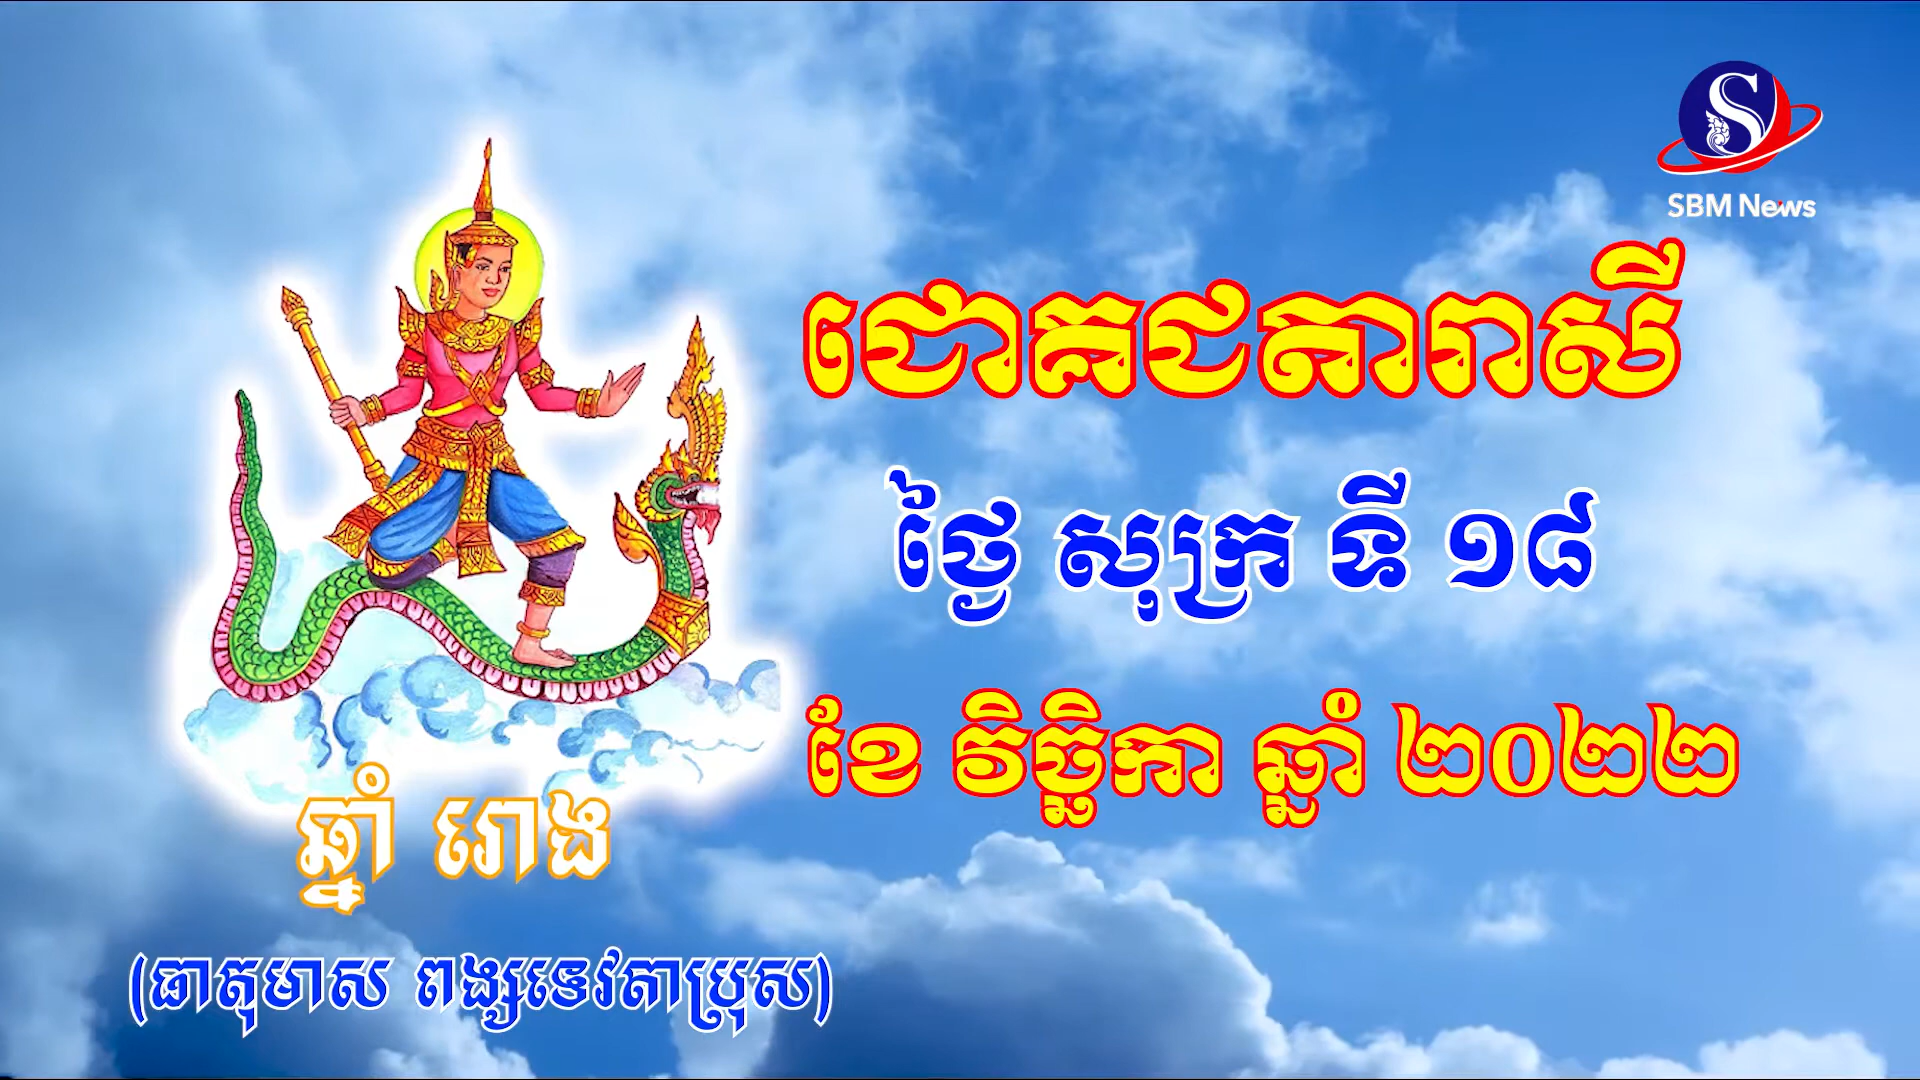 SBM News
ជោគជតារាសី
ថ្ងៃ សុក្រ ទី ១៨
ខែ វិច្ឆិកា ឆ្នាំ ២០២២
ឆ្នាំ រោង
(ធាតុមាស ពង្សទេវតាប្រុស)